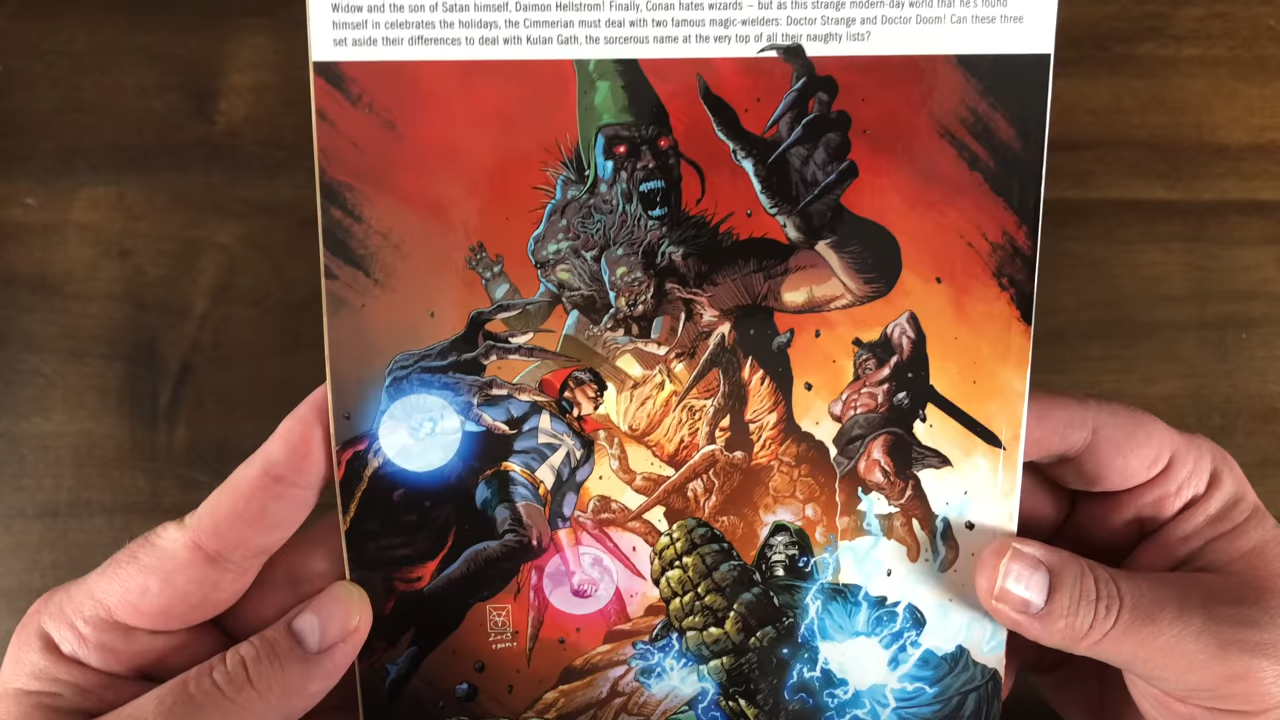 Widow and the son of Satan himself, Daimon Hellstrom! Finally, Conan hates wizards – but as this strange modern-day world that he's found
himself in celebrates the holidays, the Cimmerian must deal with two famous magic-wielders: Doctor Strange and Doctor Doom! Can these three
set aside their differences to deal with Kulan Gath, the sorcerous name at the very top of all their naughty lists?
2019